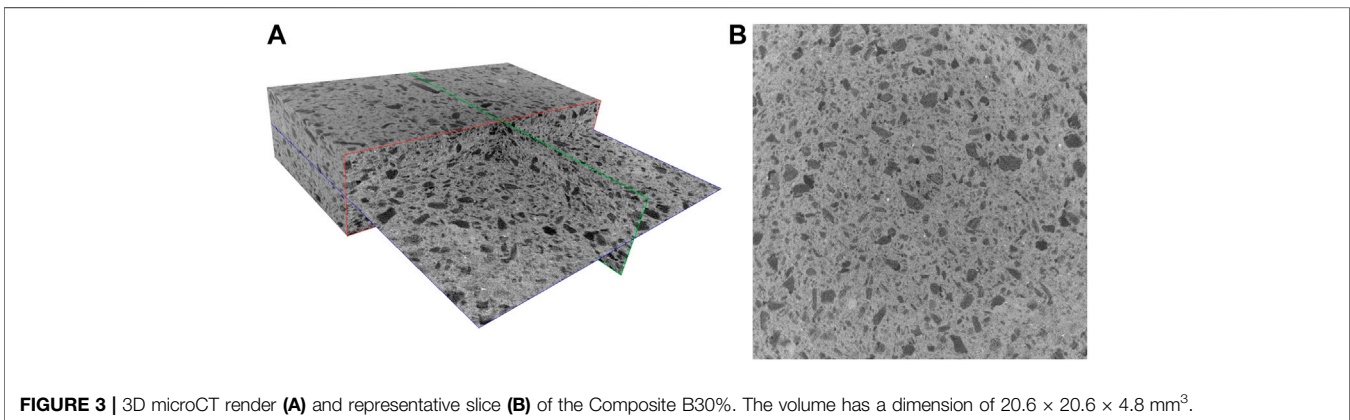 A
B
FIGURE 3 | 3D microCT render (A) and representative slice (B) of the Composite B30%. The volume has a dimension of 20.6 × 20.6 × 4.8 mm³.